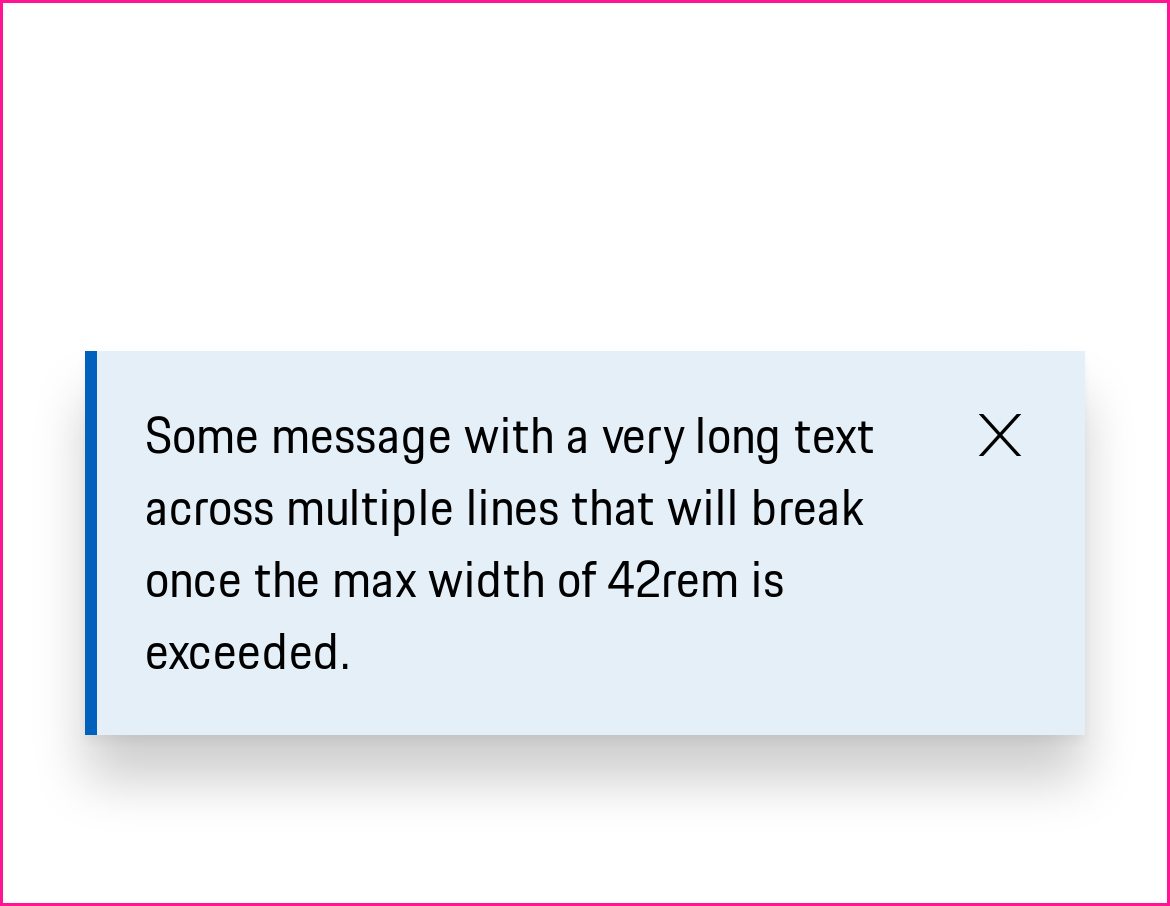 Some message with a very long text
across multiple lines that will break
once the max width of 42rem is
exceeded.